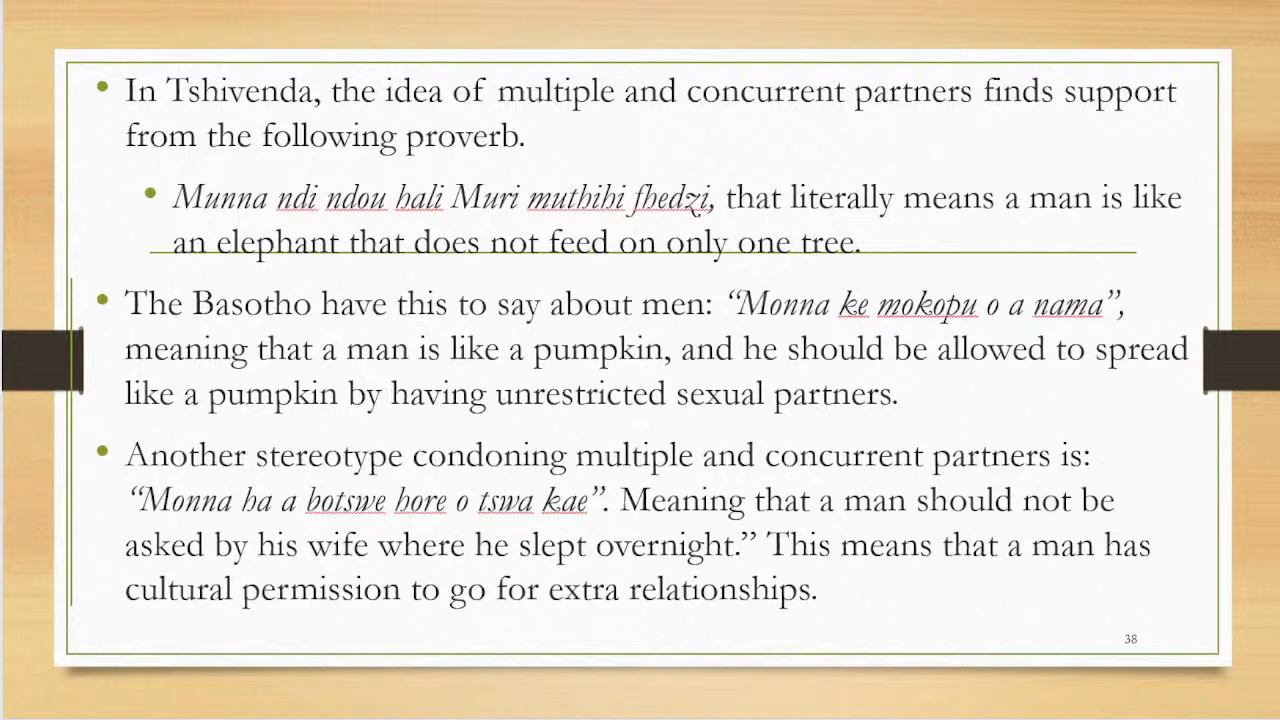 In Tshivenda, the idea of multiple and concurrent partners finds support
from the following proverb.
Munna ndi ndou hali Muri muthihi fhedzi, that literally means a man is like
an elephant that does not feed on only one tree.
The Basotho have this to say about men: “Monna ke mokopu o a nama”,
meaning that a man is like a pumpkin, and he should be allowed to spread
like a pumpkin by having unrestricted sexual partners.
Another stereotype condoning multiple and concurrent partners is:
“Monna ha a botswe hore o tswa kae”. Meaning that a man should not be
asked by his wife where he slept overnight.” This means that a man has
cultural permission to go for extra relationships.
38